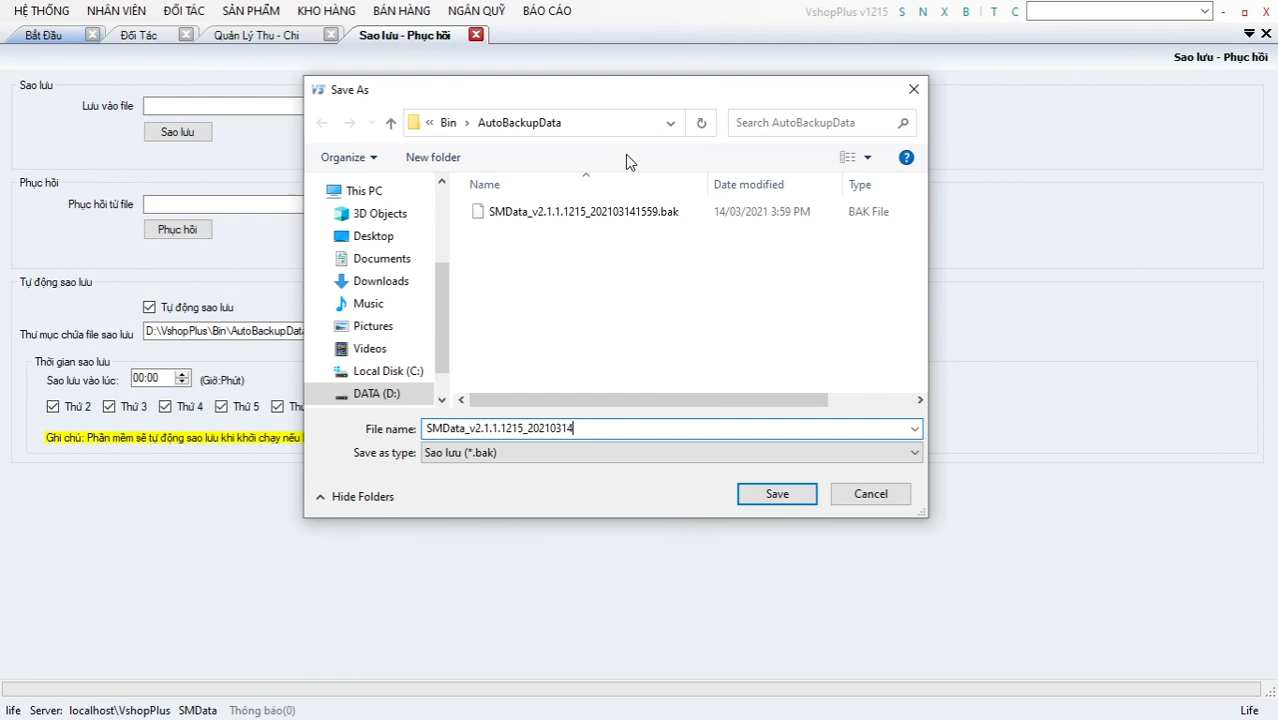 HỆ THỐNG NHÂN VIÊN ĐỐI TÁC SẢN PHẨM KHO HÀNG BÁN HÀNG NGÂN QUỸ BÁO CÁO VshopPlus v1215 S N X B T C
Bắt Đầu Đối Tác Quản Lý Thu - Chi Sao lưu - Phục hồi
Sao lưu - Phục hồi
Sao lưu
Lưu vào file
Sao lưu
Phục hồi
Phục hồi từ file
Phục hồi
Tự động sao lưu
Tự động sao lưu
Thư mục chứa file sao lưu D:\VshopPlus\Bin\AutoBackupData
Thời gian sao lưu
Sao lưu vào lúc: 00:00 (Giờ:Phút)
Thứ 2 Thứ 3 Thứ 4 Thứ 5
Ghi chú: Phần mềm sẽ tự động sao lưu khi khởi chạy nếu
VS Save As
« Bin › AutoBackupData Search AutoBackupData
Organize New folder
Name Date modified Type
SMData_v2.1.1.1215_202103141559.bak 14/03/2021 3:59 PM BAK File
This PC
3D Objects
Desktop
Documents
Downloads
Music
Pictures
Videos
Local Disk (C:)
DATA (D:)
File name: SMData_v2.1.1.1215_20210314
Save as type: Sao lưu (*.bak)
Hide Folders Save Cancel
life Server: localhost\VshopPlus SMData Thông báo(0) Life